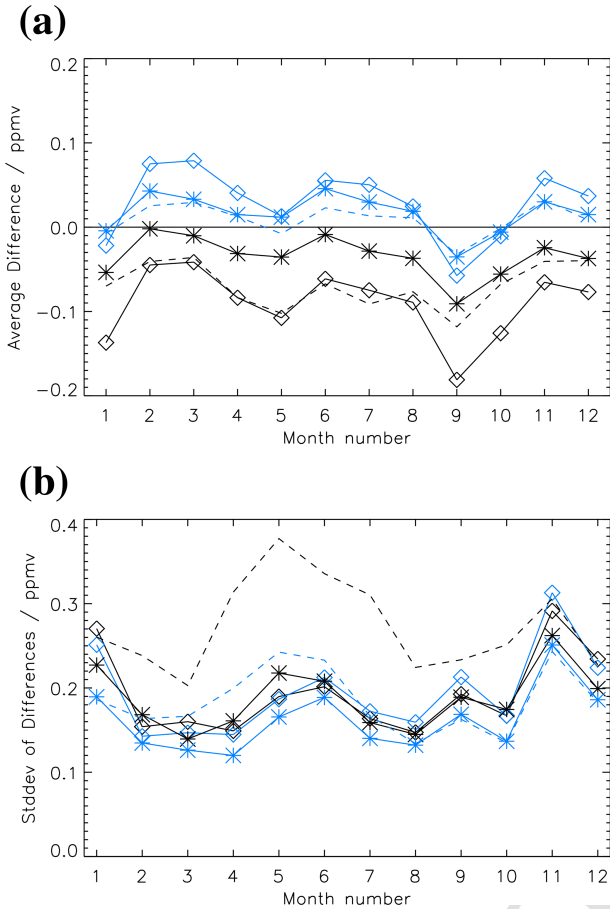 (a)
Average Difference / ppmv
0.2
0.1
0.0
-0.1
-0.2
1 2 3 4 5 6 7 8 9 10 11 12
Month number
(b)
Stddev of Differences / ppmv
0.4
0.3
0.2
0.1
0.0
1 2 3 4 5 6 7 8 9 10 11 12
Month number